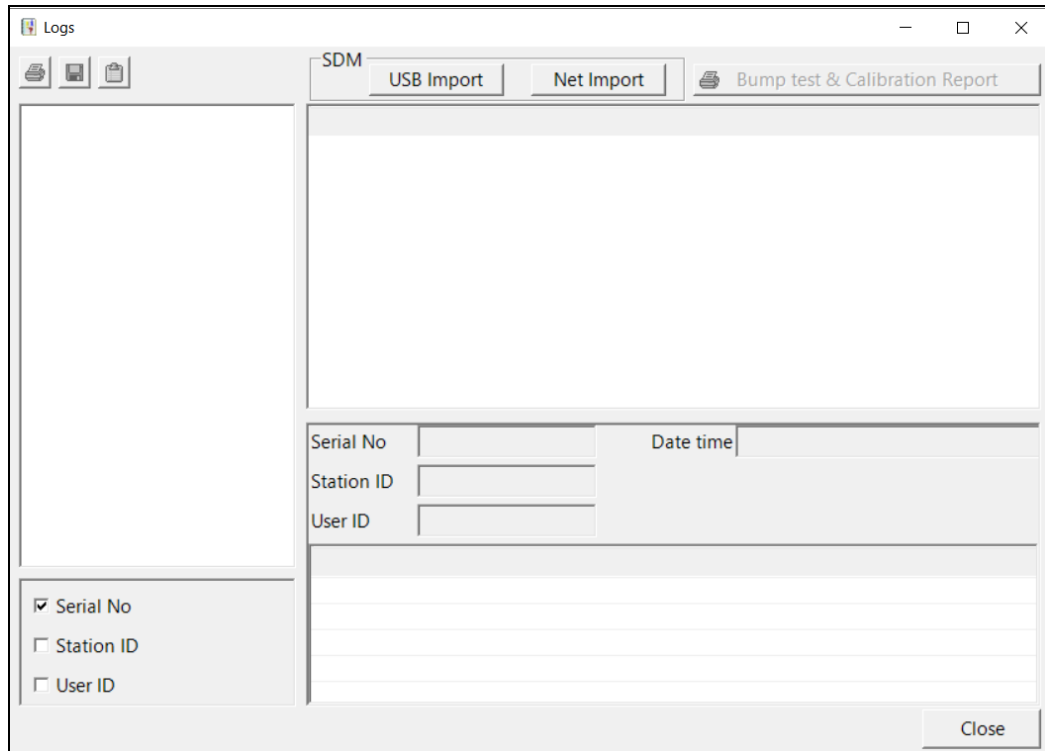 Logs
SDM
USB Import
Net Import
Bump test & Calibration Report
Serial No
Date time
Station ID
User ID
Serial No
Station ID
User ID
Close